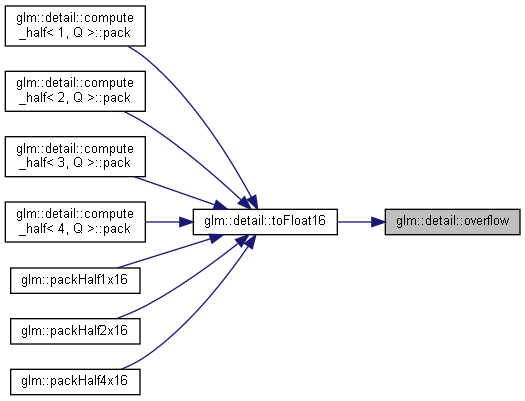 glm::detail::compute
_half< 1, Q >::pack
glm::detail::compute
_half< 2, Q >::pack
glm::detail::compute
_half< 3, Q >::pack
glm::detail::compute
_half< 4, Q >::pack
glm::detail::toFloat16
glm::detail::overflow
glm::packHalf1x16
glm::packHalf2x16
glm::packHalf4x16